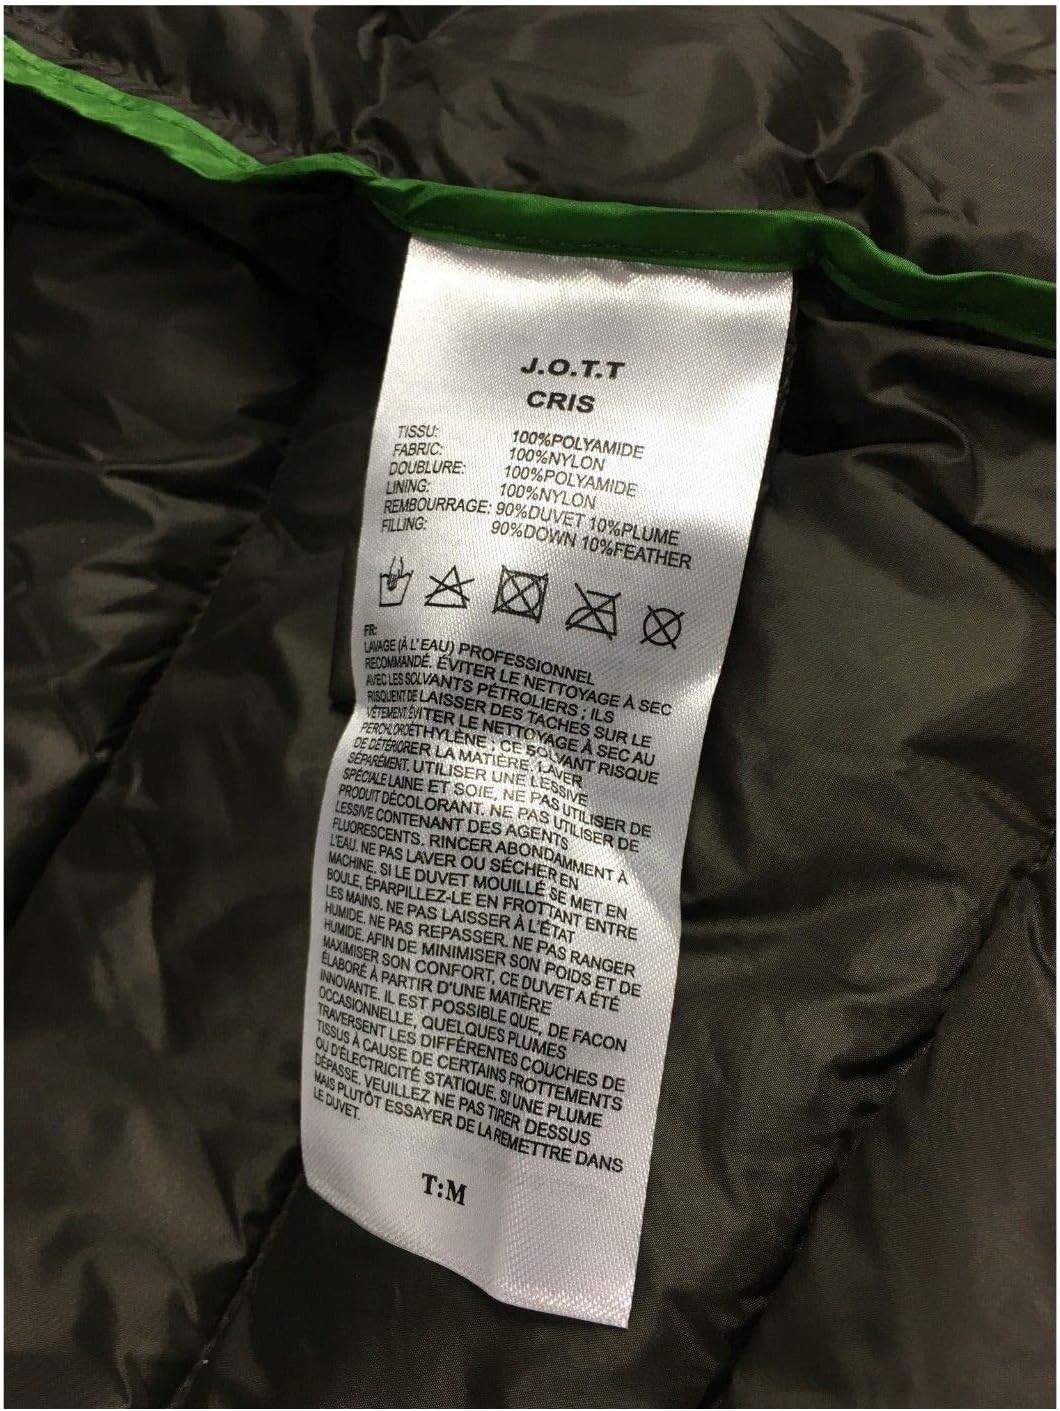 J.O.T.T
CRIS
TISSU: 100%POLYAMIDE
FABRIC: 100%NYLON
DOUBLURE: 100%POLYAMIDE
LINING: 100%NYLON
REMBOURRAGE: 90%DUVET 10%PLUME
FILLING: 90%DOWN 10%FEATHER
FR:
LAVAGE (À L'EAU) PROFESSIONNEL
RECOMMANDÉ. ÉVITER LE NETTOYAGE À SEC
AVEC LES SOLVANTS PÉTROLIERS ; ILS
RISQUENT DE LAISSER DES TACHES SUR LE
VÊTEMENT.ÉVITER LE NETTOYAGE À SEC AU
PERCHLOROÉTHYLÈNE ; CE SOLVANT RISQUE
DE DÉTÉRIORER LA MATIÈRE. LAVER
SÉPARÉMENT. UTILISER UNE LESSIVE
SPÉCIALE LAINE ET SOIE, NE PAS UTILISER DE
PRODUIT DÉCOLORANT. NE PAS UTILISER DE
LESSIVE CONTENANT DES AGENTS
FLUORESCENTS. RINCER ABONDAMMENT À
L'EAU. NE PAS LAVER OU SÉCHER EN
MACHINE. SI LE DUVET MOUILLÉ SE MET EN
BOULE, ÉPARPILLEZ-LE EN FROTTANT ENTRE
LES MAINS. NE PAS LAISSER À L'ÉTAT
HUMIDE. NE PAS REPASSER. NE PAS RANGER
HUMIDE. AFIN DE MINIMISER SON POIDS ET DE
MAXIMISER SON CONFORT, CE DUVET A ÉTÉ
ÉLABORÉ À PARTIR D'UNE MATIÈRE
INNOVANTE. IL EST POSSIBLE QUE, DE FACON
OCCASIONNELLE, QUELQUES PLUMES
TRAVERSENT LES DIFFÉRENTES COUCHES DE
TISSUS À CAUSE DE CERTAINS FROTTEMENTS
OU D'ÉLECTRICITÉ STATIQUE. SI UNE PLUME
DÉPASSE, VEUILLEZ NE PAS TIRER DESSUS
MAIS PLUTÔT ESSAYER DE LA REMETTRE DANS
LE DUVET.
T:M